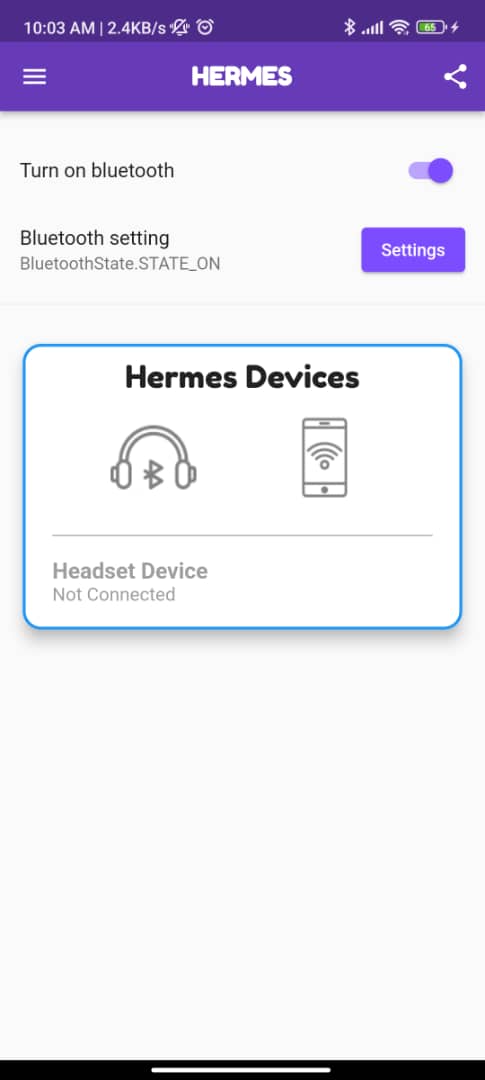 10:03 AM | 2.4KB/s
65
HERMES
Turn on bluetooth
Bluetooth setting
BluetoothState.STATE_ON
Settings
Hermes Devices
Headset Device
Not Connected